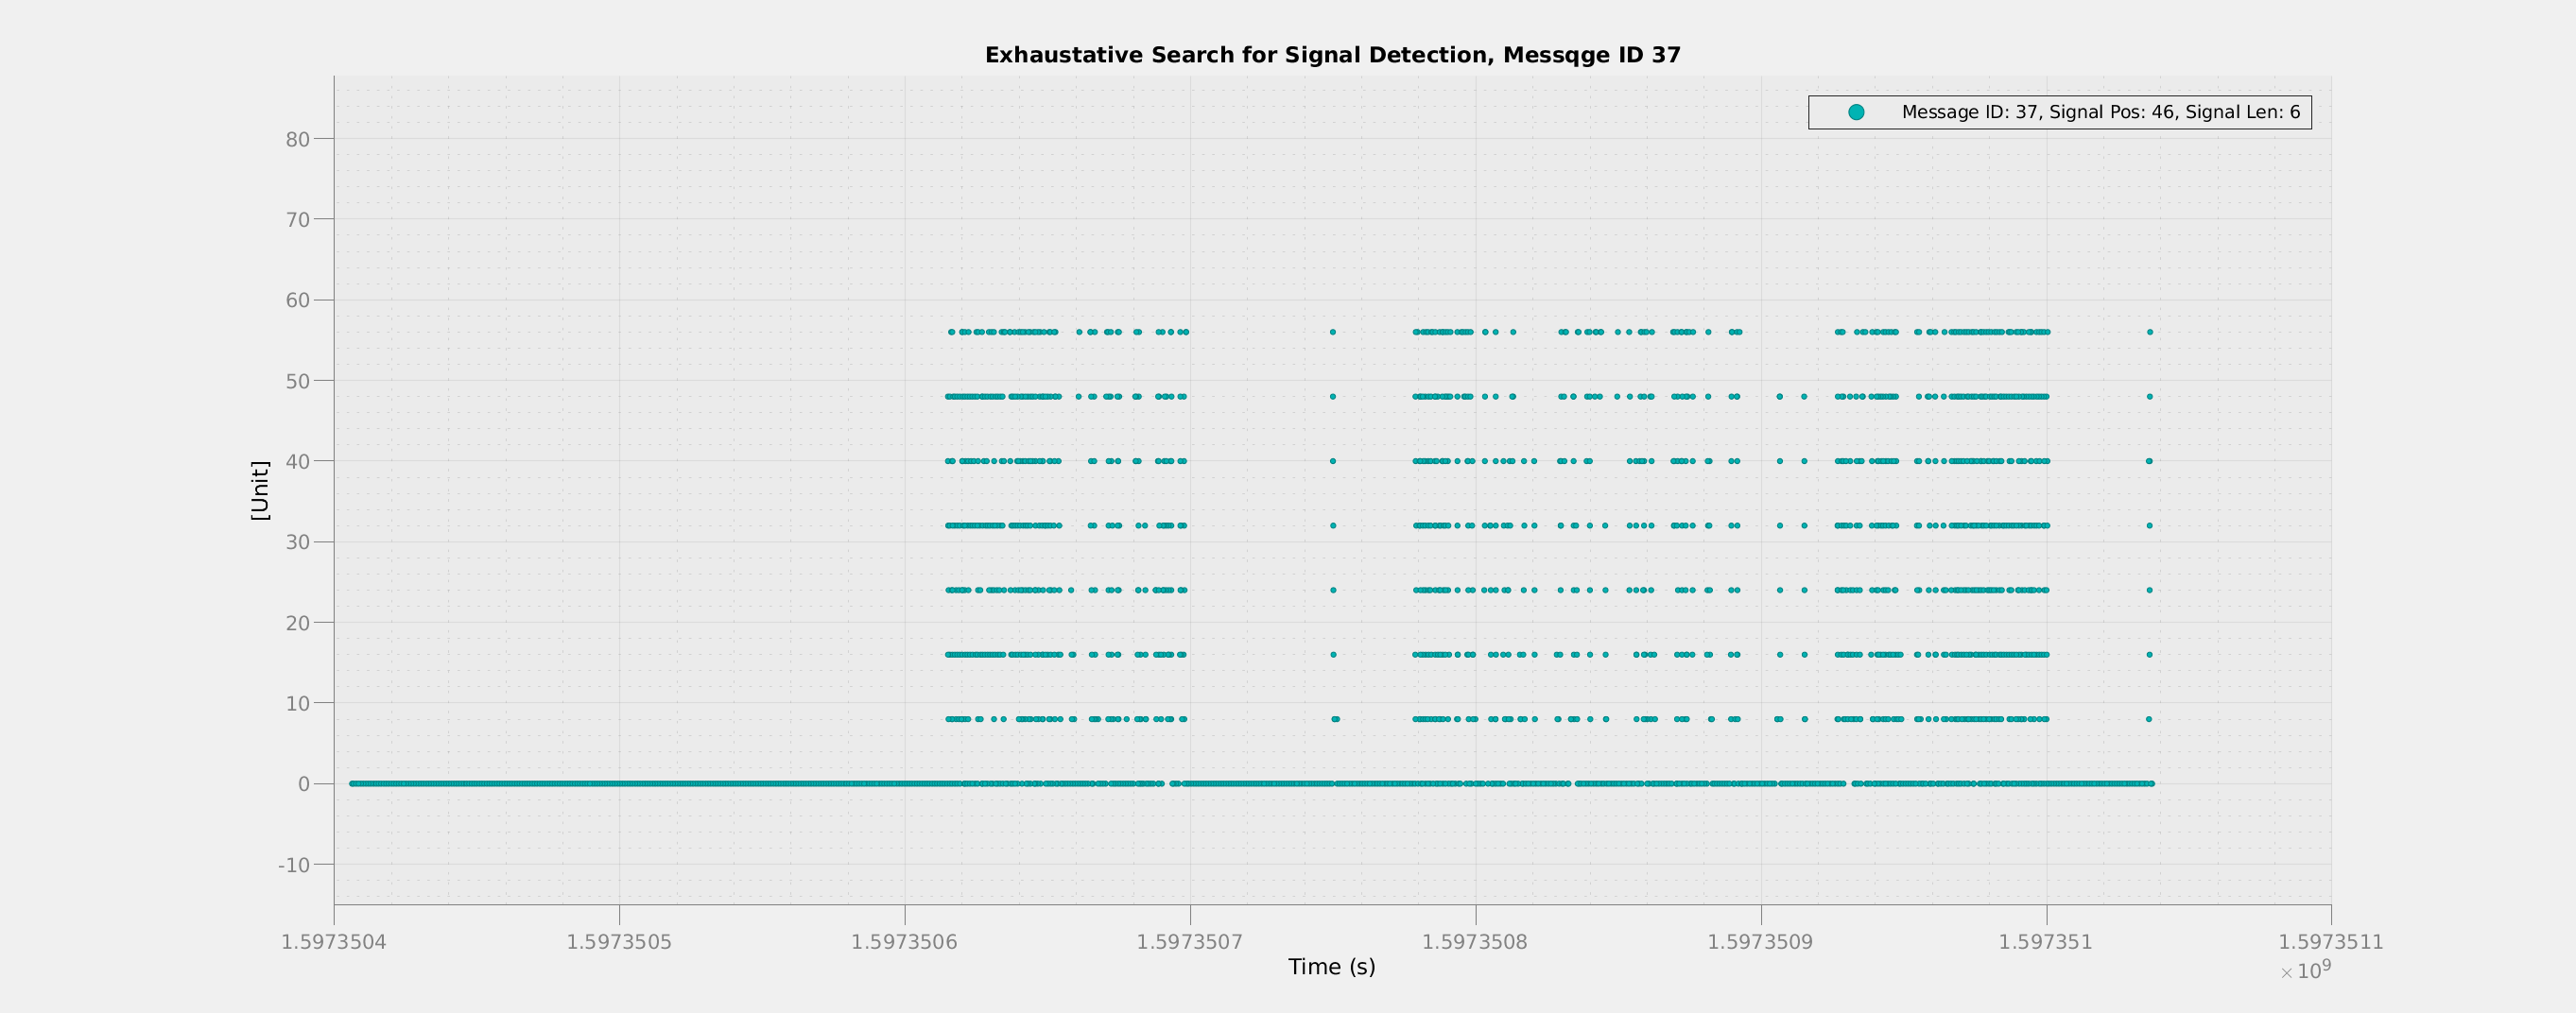 Exhaustative Search for Signal Detection, Messqge ID 37
Message ID: 37, Signal Pos: 46, Signal Len: 6
80
70
60
50
40
30
20
10
0
-10
[Unit]
1.5973504 1.5973505 1.5973506 1.5973507 1.5973508 1.5973509 1.597351 1.5973511
Time (s)
× 10⁹